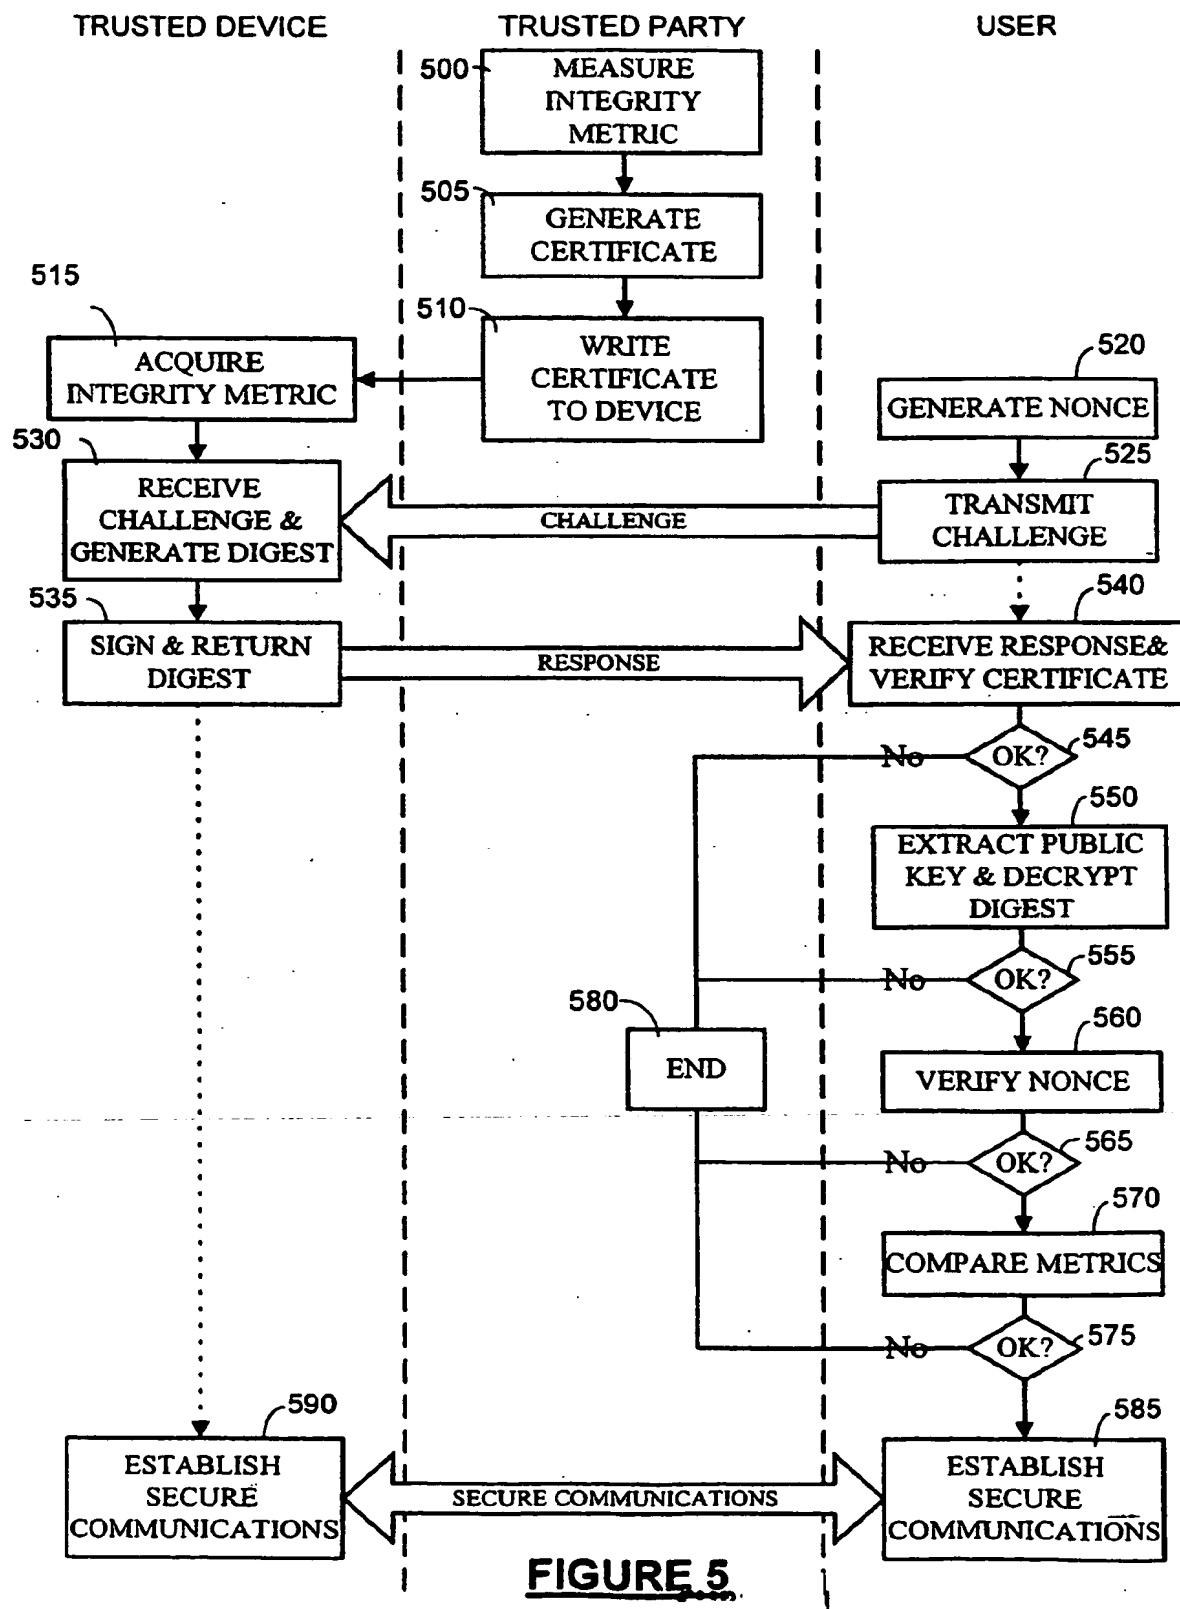 TRUSTED DEVICE
TRUSTED PARTY
USER
500
MEASURE
INTEGRITY
METRIC
505
GENERATE
CERTIFICATE
510
WRITE
CERTIFICATE
TO DEVICE
515
ACQUIRE
INTEGRITY METRIC
520
GENERATE NONCE
525
TRANSMIT
CHALLENGE
CHALLENGE
530
RECEIVE
CHALLENGE &
GENERATE DIGEST
535
SIGN & RETURN
DIGEST
RESPONSE
540
RECEIVE RESPONSE&
VERIFY CERTIFICATE
545
OK?
No
550
EXTRACT PUBLIC
KEY & DECRYPT
DIGEST
555
OK?
No
560
VERIFY NONCE
565
OK?
No
570
COMPARE METRICS
575
OK?
No
580
END
590
ESTABLISH
SECURE
COMMUNICATIONS
SECURE COMMUNICATIONS
585
ESTABLISH
SECURE
COMMUNICATIONS
FIGURE 5